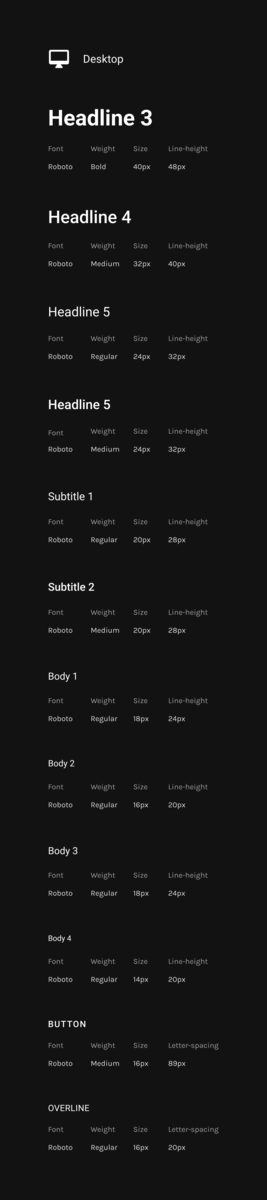 Desktop
Headline 3
Font Weight Size Line-height
Roboto Bold 40px 48px
Headline 4
Font Weight Size Line-height
Roboto Medium 32px 40px
Headline 5
Font Weight Size Line-height
Roboto Regular 24px 32px
Headline 5
Font Weight Size Line-height
Roboto Medium 24px 32px
Subtitle 1
Font Weight Size Line-height
Roboto Regular 20px 28px
Subtitle 2
Font Weight Size Line-height
Roboto Medium 20px 28px
Body 1
Font Weight Size Line-height
Roboto Regular 18px 24px
Body 2
Font Weight Size Line-height
Roboto Regular 16px 20px
Body 3
Font Weight Size Line-height
Roboto Regular 18px 24px
Body 4
Font Weight Size Line-height
Roboto Regular 14px 20px
BUTTON
Font Weight Size Letter-spacing
Roboto Medium 16px 89px
OVERLINE
Font Weight Size Letter-spacing
Roboto Regular 16px 20px